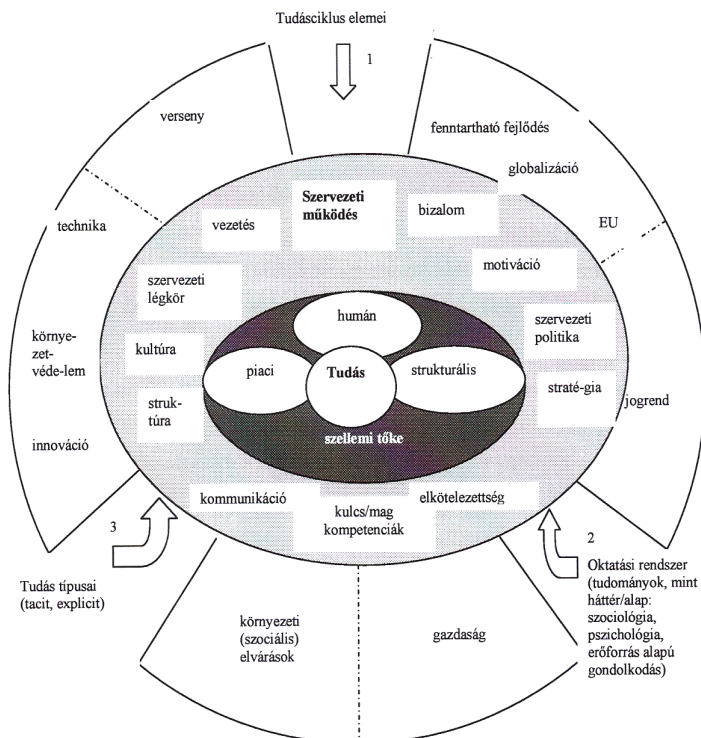 Tudásciklus elemei
1
verseny
fenntartható fejlődés
globalizáció
EU
technika
Szervezeti
működés
vezetés
bizalom
motiváció
szervezeti
légkör
szervezeti
politika
humán
környe-
zet-
véde-lem
kultúra
piaci
Tudás
strukturális
straté-gia
jogrend
struk-
túra
innováció
szellemi tőke
kommunikáció
elkötelezettség
kulcs/mag
kompetenciák
3
2
Tudás típusai
(tacit, explicit)
Oktatási rendszer
(tudományok, mint
háttér/alap:
szociológia,
pszichológia,
erőforrás alapú
gondolkodás)
környezeti
(szociális)
elvárások
gazdaság